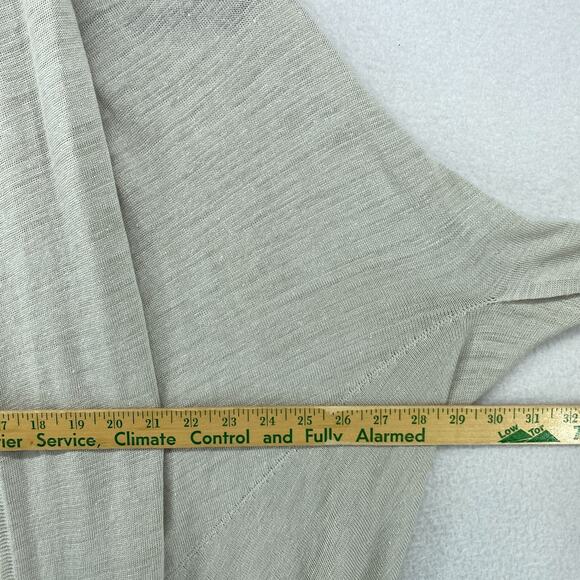 17 18 19 20 21 22 23 24 25 26 27 28 29 30 31 32
rier Service, Climate Control and Fully Alarmed
Low Tor